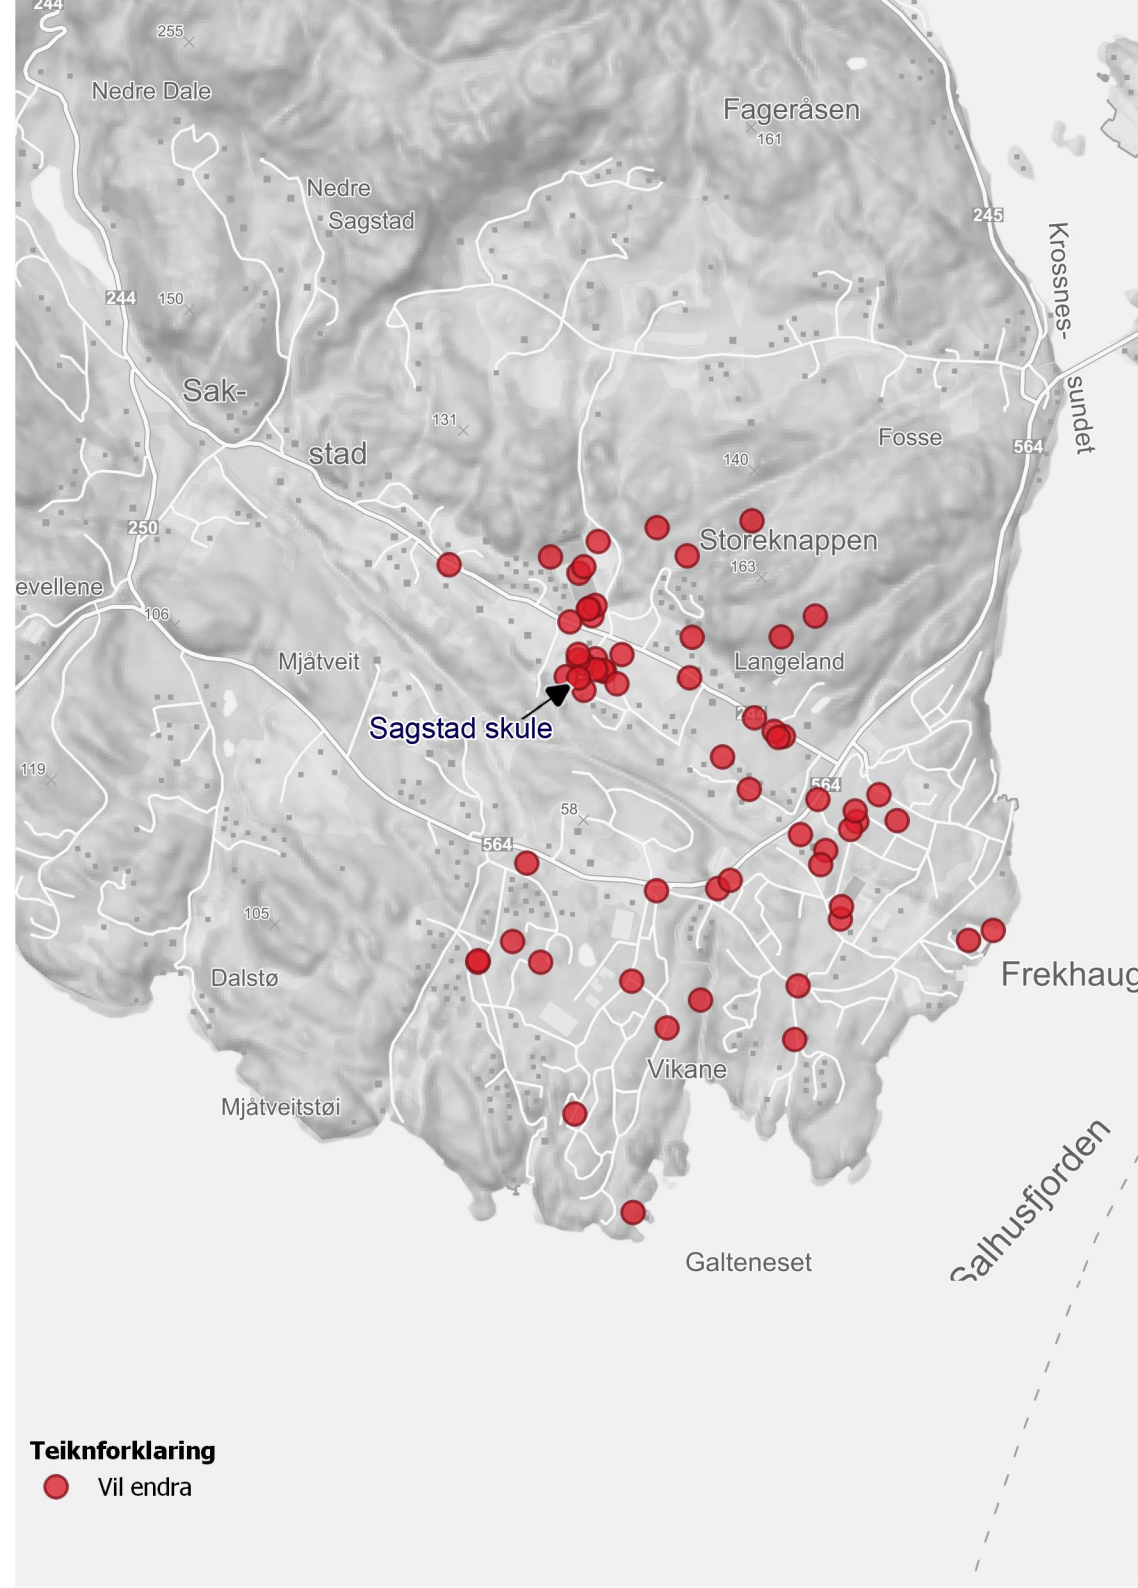 244
255
Nedre Dale
Fageråsen
161
Nedre
Sagstad
245
Krossnes-
244
150
Sak-
sundet
131
stad
Fosse
140
564
250
Storeknappen
163
evellene
106
Mjåtveit
Langeland
Sagstad skule
119
564
58
564
105
Dalstø
Frekhaug
Vikane
Mjåtveitstøi
Salhusfjorden
Galteneset
Teiknforklaring
Vil endra